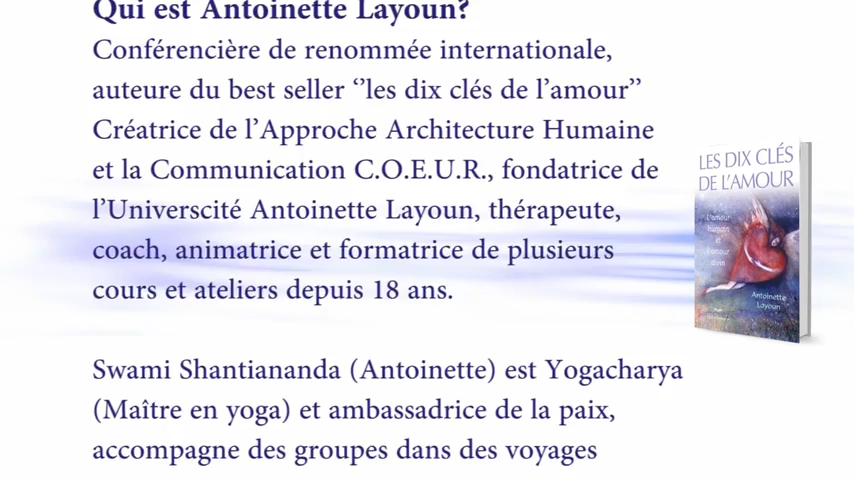 Qui est Antoinette Layoun?
Conférencière de renommée internationale,
auteure du best seller ‘’les dix clés de l’amour’’
Créatrice de l’Approche Architecture Humaine
et la Communication C.O.E.U.R., fondatrice de
l’Universcité Antoinette Layoun, thérapeute,
coach, animatrice et formatrice de plusieurs
cours et ateliers depuis 18 ans.
Swami Shantiananda (Antoinette) est Yogacharya
(Maître en yoga) et ambassadrice de la paix,
accompagne des groupes dans des voyages
LES DIX CLÉS
DE L’AMOUR
L’amour
humain
et
l’amour
divin
Antoinette
Layoun